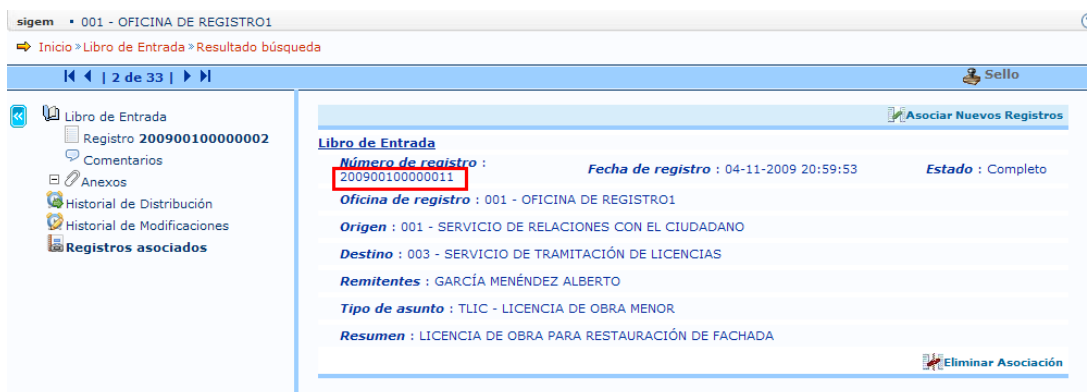 sigem ▪ 001 - OFICINA DE REGISTRO1
Inicio » Libro de Entrada » Resultado búsqueda
| 2 de 33 |
Sello
Libro de Entrada
Registro 200900100000002
Comentarios
Anexos
Historial de Distribución
Historial de Modificaciones
Registros asociados
Asociar Nuevos Registros
Libro de Entrada
Número de registro : Fecha de registro : 04-11-2009 20:59:53 Estado : Completo
200900100000011
Oficina de registro : 001 - OFICINA DE REGISTRO1
Origen : 001 - SERVICIO DE RELACIONES CON EL CIUDADANO
Destino : 003 - SERVICIO DE TRAMITACIÓN DE LICENCIAS
Remitentes : GARCÍA MENÉNDEZ ALBERTO
Tipo de asunto : TLIC - LICENCIA DE OBRA MENOR
Resumen : LICENCIA DE OBRA PARA RESTAURACIÓN DE FACHADA
Eliminar Asociación